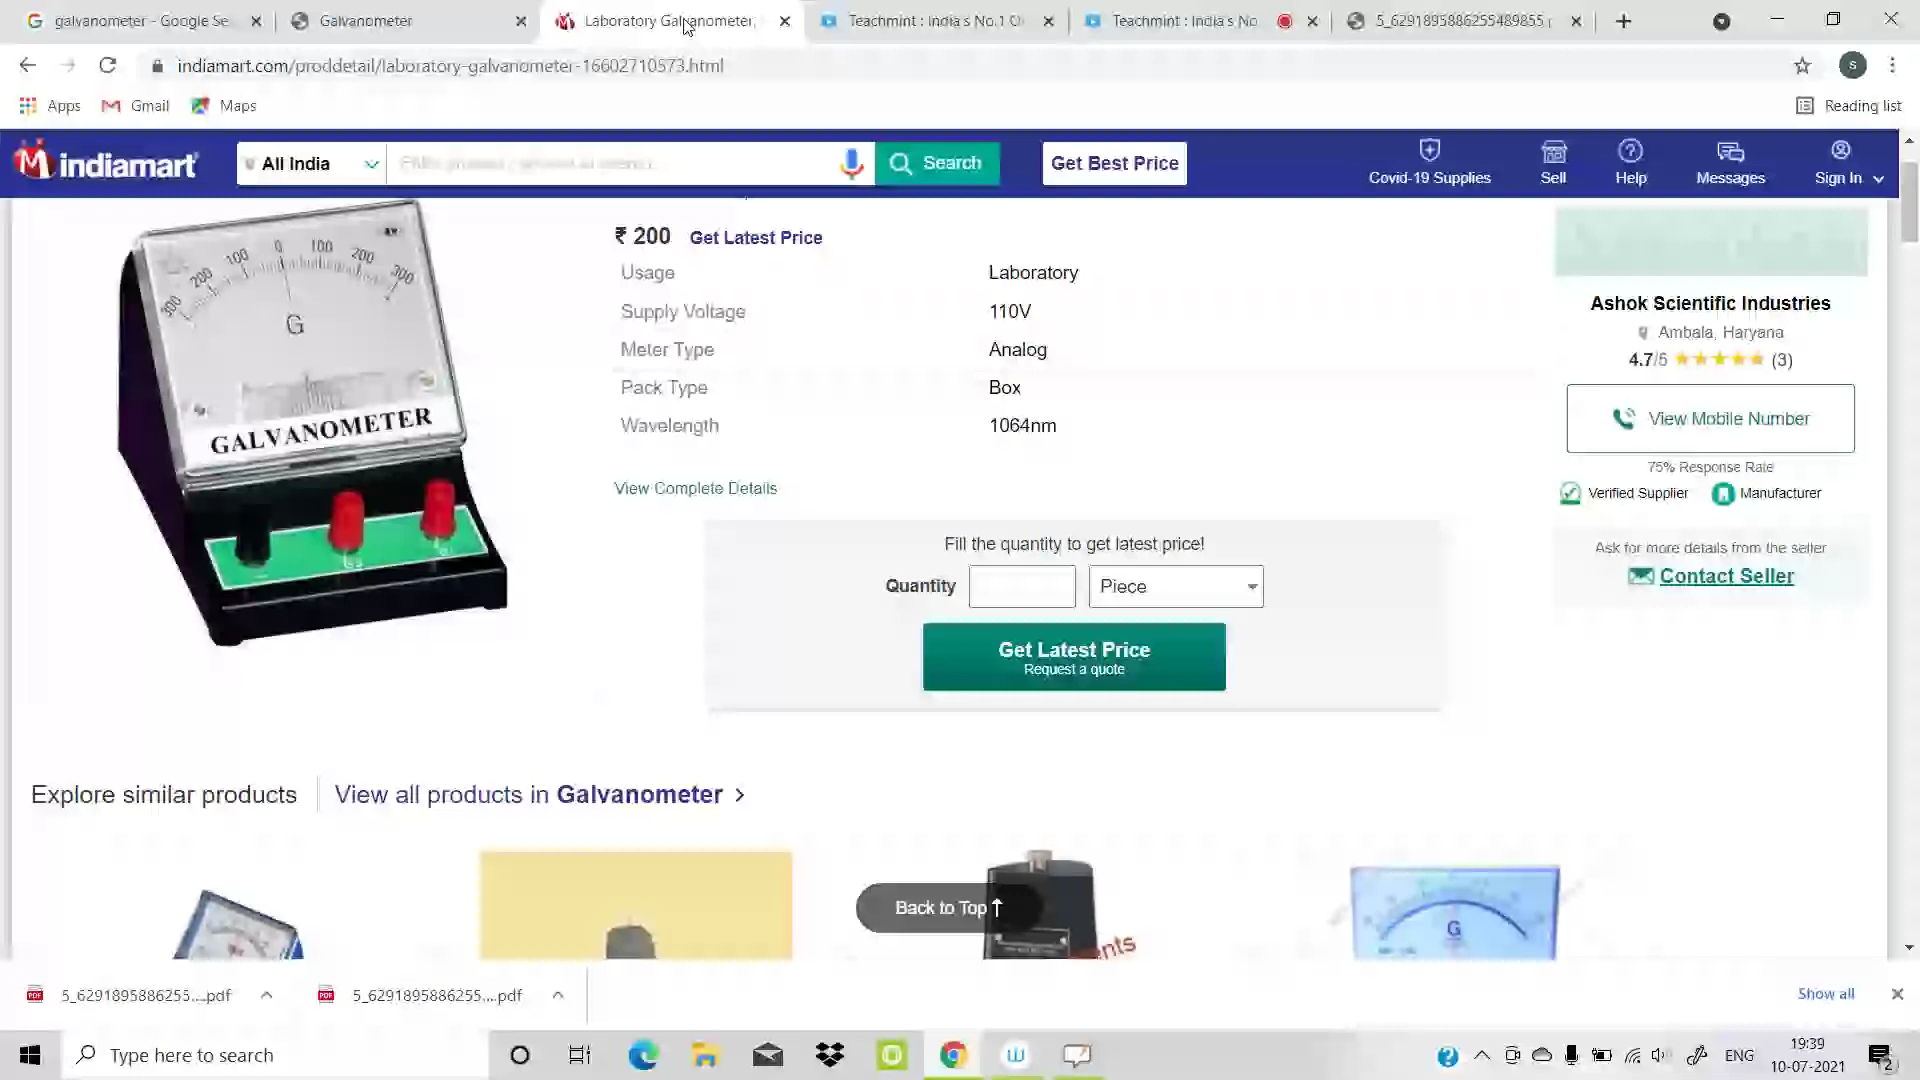 galvanometer - Google Se
Galvanometer
Laboratory Galvanometer,
Teachmint : India's No.1 Cl
Teachmint : India's No
5_6291895886255489855
indiamart.com/proddetail/laboratory-galvanometer-16602710573.html
S
Apps
Gmail
Maps
Reading list
indiamart
All India
Search
Get Best Price
Covid-19 Supplies
Sell
Help
Messages
Sign In
300 200 100 0 100 200 300
G
GALVANOMETER
₹ 200 Get Latest Price
Usage Laboratory
Supply Voltage 110V
Meter Type Analog
Pack Type Box
Wavelength 1064nm
View Complete Details
Fill the quantity to get latest price!
Quantity
Piece
Get Latest Price
Request a quote
Ashok Scientific Industries
Ambala, Haryana
4.7/5 (3)
View Mobile Number
75% Response Rate
Verified Supplier
Manufacturer
Ask for more details from the seller
Contact Seller
Explore similar products
View all products in Galvanometer >
Back to Top
G
ents
5_6291895886255....pdf
5_6291895886255....pdf
Show all
Type here to search
ENG
19:39
10-07-2021
2